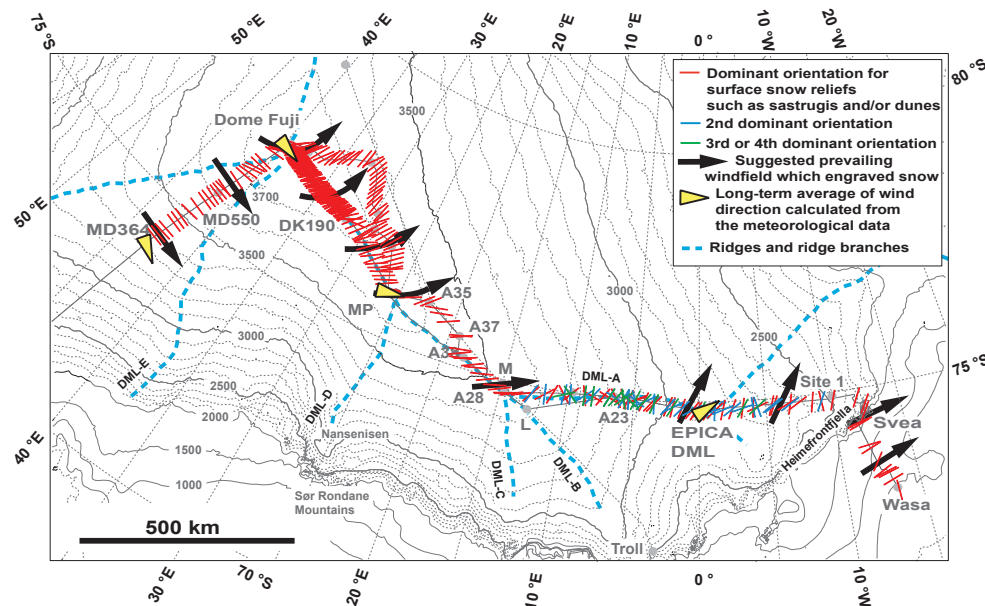 75 °S
50 °E
40 °E
30 °E
20 °E
10 °E
0 °
10 °W
20 °W
80 °S
Dominant orientation for
surface snow reliefs
such as sastrugis and/or dunes
2nd dominant orientation
3rd or 4th dominant orientation
Suggested prevailing
windfield which engraved snow
Long-term average of wind
direction calculated from
the meteorological data
Ridges and ridge branches
3500
Dome Fuji
50 °E
3700
MD550
MD364
DK190
3500
A35
MP
3000
A37
3000
2500
DML-E
M
DML-A
75 °S
A28
Site 1
2500
DML-D
L
A23
EPICA
DML
Svea
2000
Nansenisen
Heimefrontfjella
40 °E
1500
1000
DML-C
DML-B
Sør Rondane
Mountains
Wasa
500 km
Troll
30 °E
70 °S
20 °E
10 °E
0 °
10 °W